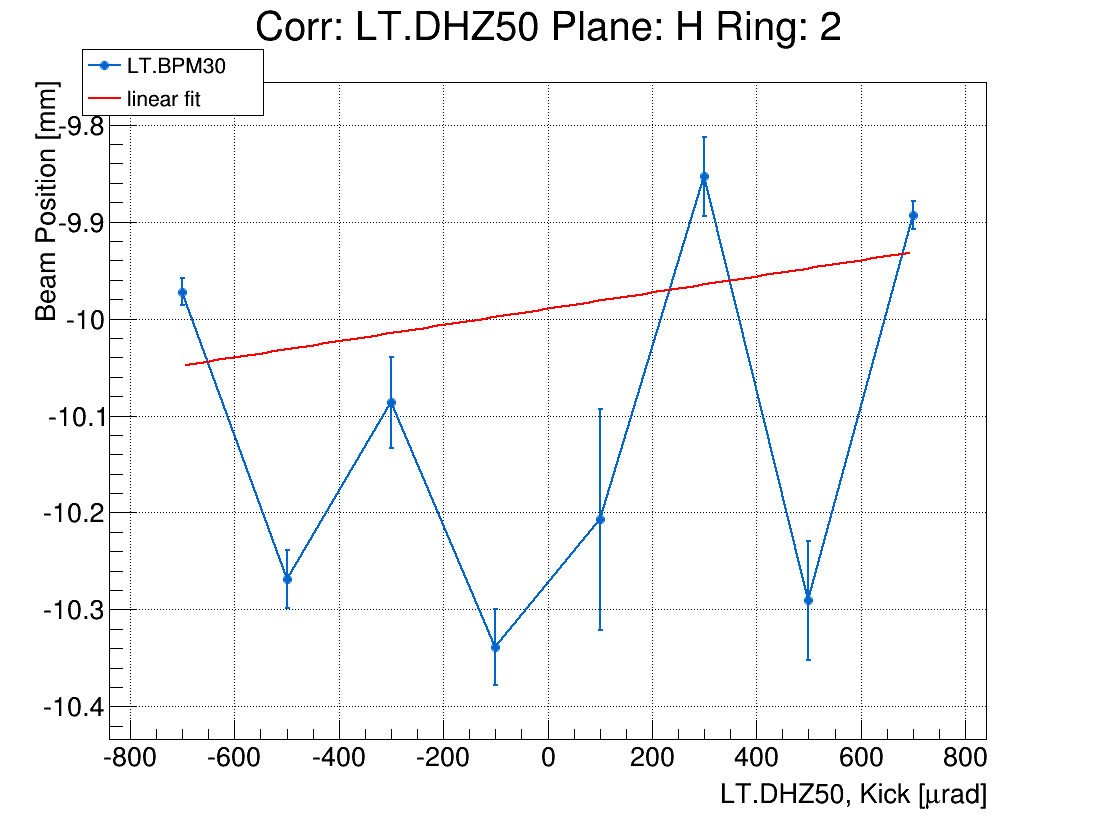 Corr: LT.DHZ50 Plane: H Ring: 2
LT.BPM30
linear fit
Beam Position [mm]
-9.8
-9.9
-10
-10.1
-10.2
-10.3
-10.4
-800 -600 -400 -200 0 200 400 600 800
LT.DHZ50, Kick [μrad]